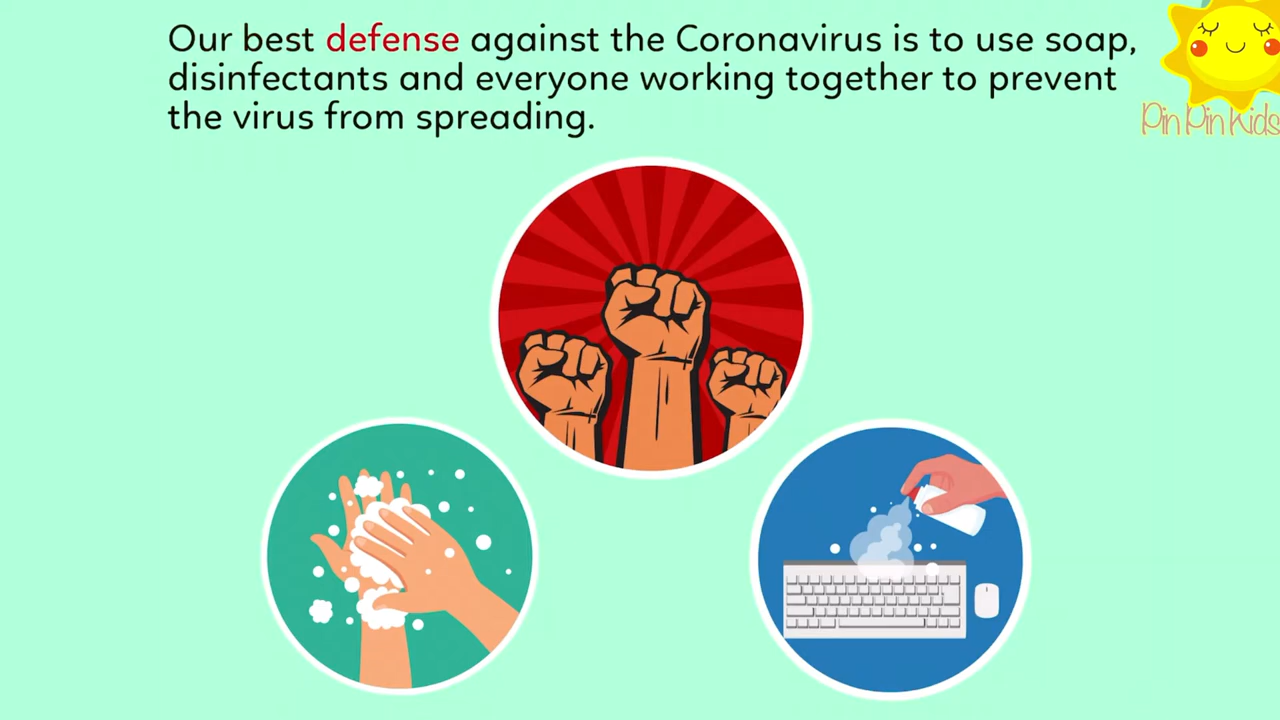 Our best defense against the Coronavirus is to use soap,
disinfectants and everyone working together to prevent
the virus from spreading.
Pin Pin Kids